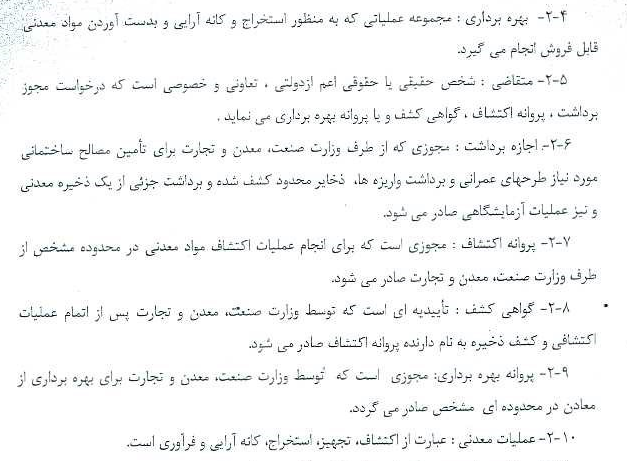 ۲-۴- بهره برداری : مجموعه عملیاتی که به منظور استخراج و کانه آرایی و بدست آوردن مواد معدنی
قابل فروش انجام می گیرد.
۲-۵- متقاضی : شخص حقیقی یا حقوقی اعم ازدولتی ، تعاونی و خصوصی است که درخواست مجوز
برداشت ، پروانه اکتشاف ، گواهی کشف و یا پروانه بهره برداری می نماید .
۲-۶- اجازه برداشت : مجوزی که از طرف وزارت صنعت، معدن و تجارت برای تأمین مصالح ساختمانی
مورد نیاز طرحهای عمرانی و برداشت واریزه ها، ذخایر محدود کشف شده و برداشت جزئی از یک ذخیره معدنی
و نیز عملیات آزمایشگاهی صادر می شود.
۲-۷- پروانه اکتشاف : مجوزی است که برای انجام عملیات اکتشاف مواد معدنی در محدوده مشخص از
طرف وزارت صنعت، معدن و تجارت صادر می شود.
۲-۸- گواهی کشف : تأییدیه ای است که توسط وزارت صنعت، معدن و تجارت پس از اتمام عملیات
اکتشافی و کشف ذخیره به نام دارنده پروانه اکتشاف صادر می شود.
۲-۹- پروانه بهره برداری: مجوزی است که توسط وزارت صنعت، معدن و تجارت برای بهره برداری از
معادن در محدوده ای مشخص صادر می گردد.
۲-۱۰- عملیات معدنی : عبارت از اکتشاف، تجهیز، استخراج، کانه آرایی و فرآوری است.